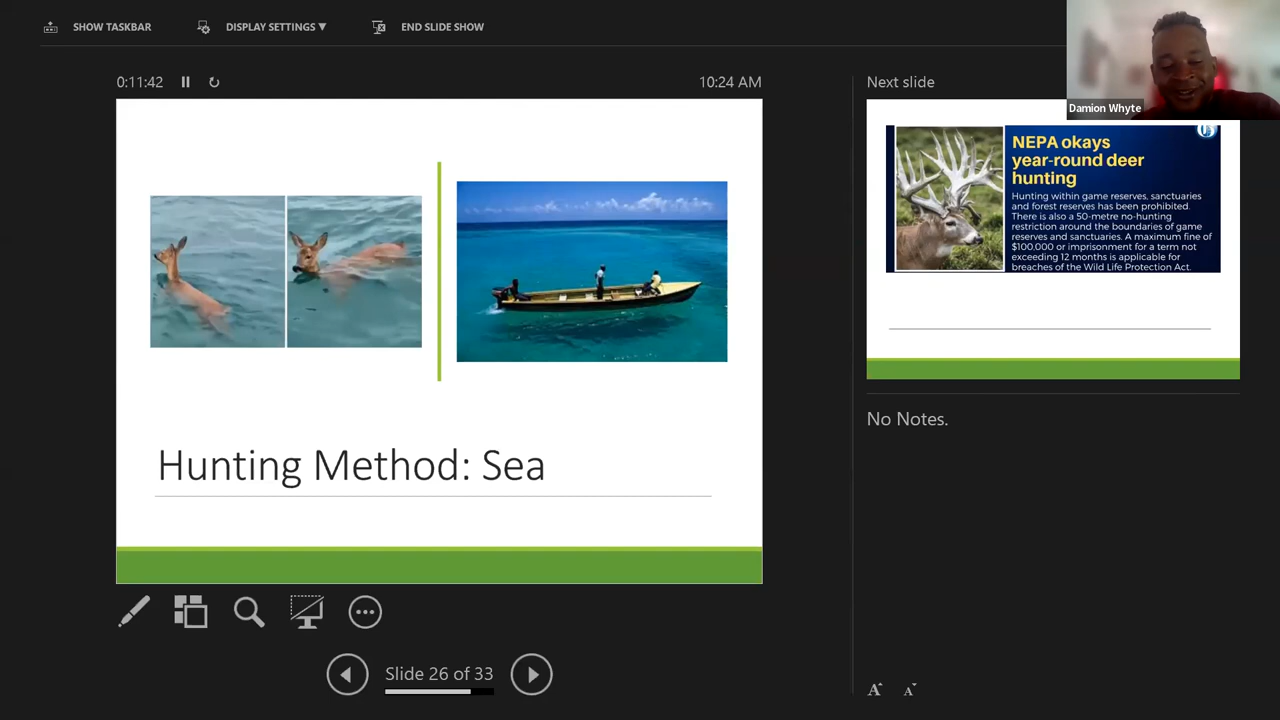 SHOW TASKBAR
DISPLAY SETTINGS ▼
END SLIDE SHOW
Damion Whyte
0:11:42
10:24 AM
Hunting Method: Sea
Slide 26 of 33
Next slide
NEPA okays
year-round deer
hunting
Hunting within game reserves, sanctuaries
and forest reserves has been prohibited.
There is also a 50-metre no-hunting
restriction around the boundaries of game
reserves and sanctuaries. A maximum fine of
$100,000 or imprisonment for a term not
exceeding 12 months is applicable for
breaches of the Wild Life Protection Act.
No Notes.
A A